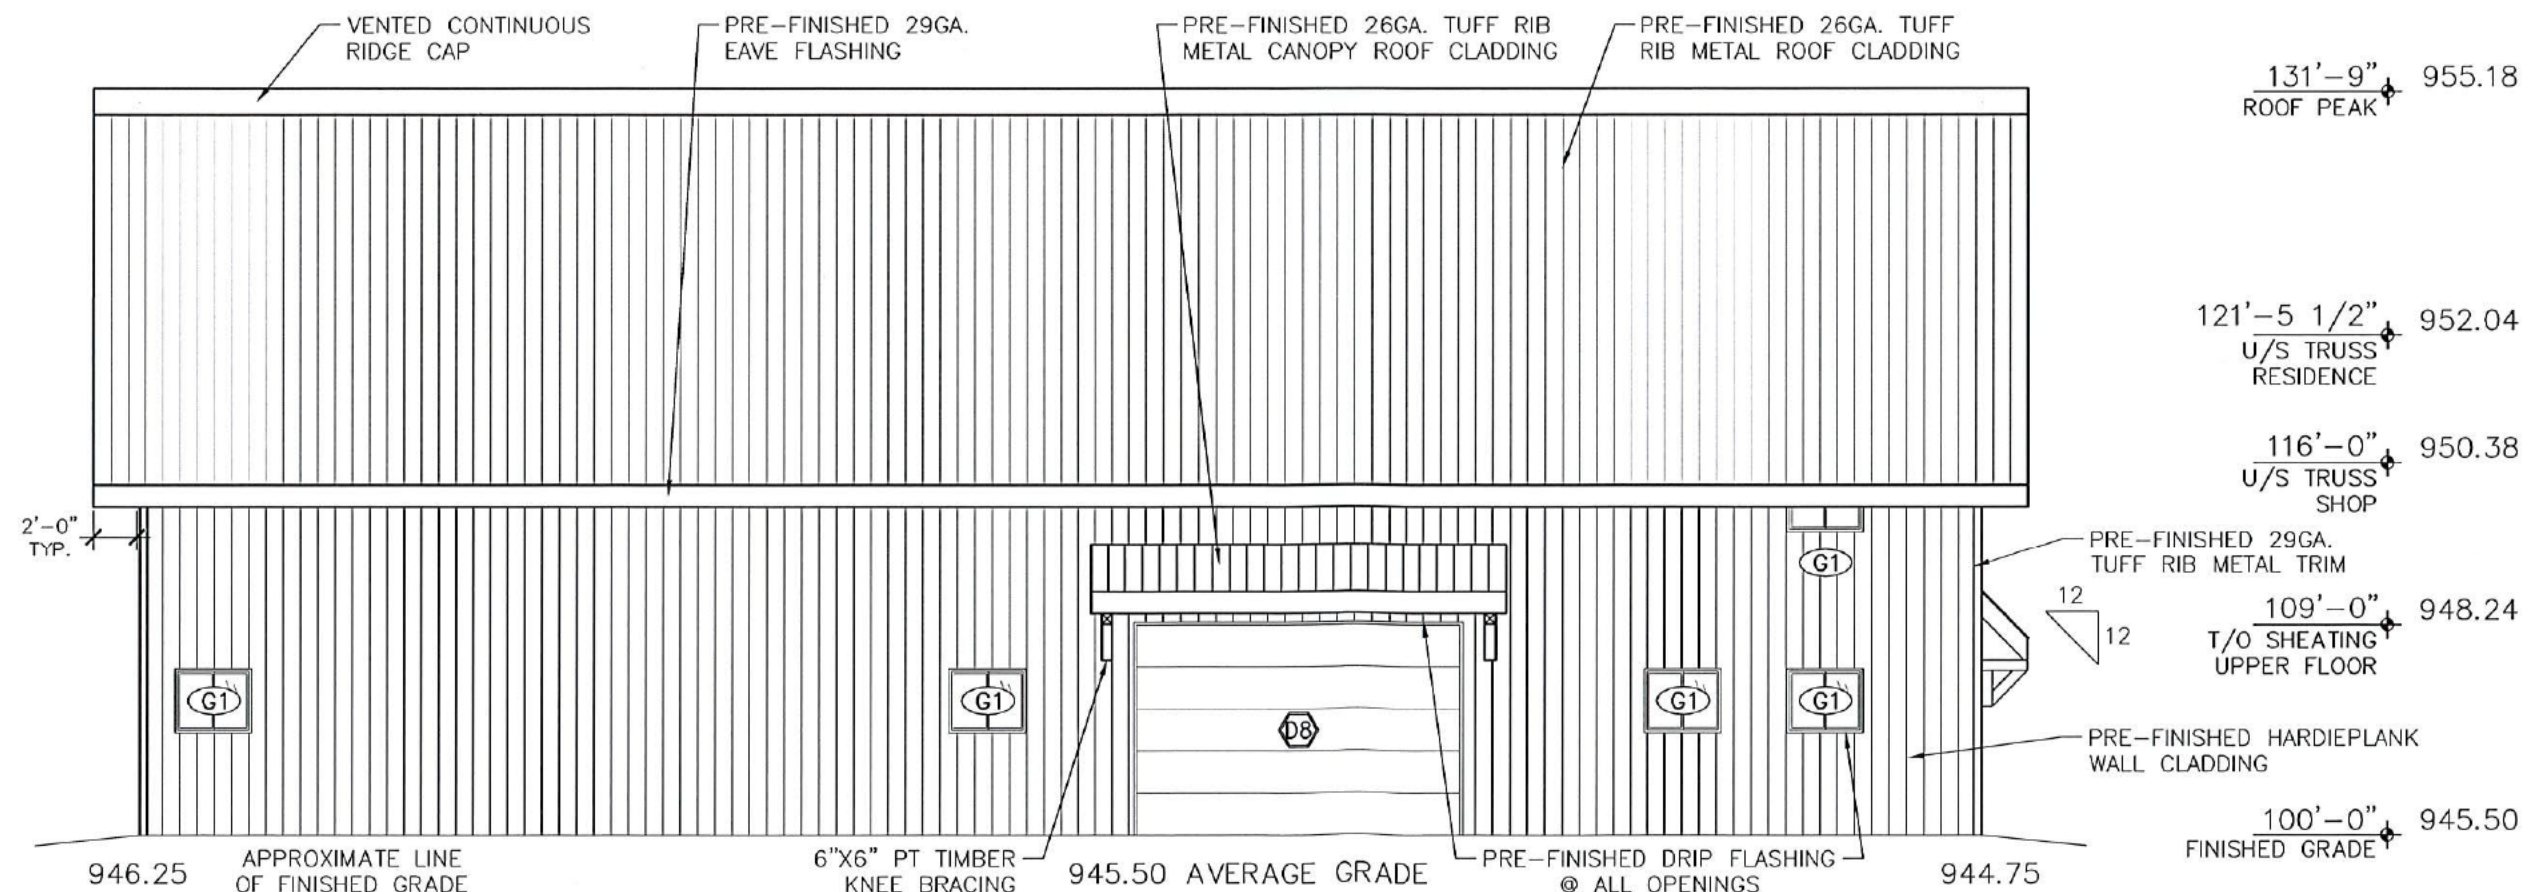 VENTED CONTINUOUS
RIDGE CAP
PRE-FINISHED 29GA.
EAVE FLASHING
PRE-FINISHED 26GA. TUFF RIB
METAL CANOPY ROOF CLADDING
PRE-FINISHED 26GA. TUFF
RIB METAL ROOF CLADDING
131'-9" 955.18
ROOF PEAK
121'-5 1/2" 952.04
U/S TRUSS
RESIDENCE
116'-0" 950.38
U/S TRUSS
SHOP
2'-0"
TYP.
PRE-FINISHED 29GA.
TUFF RIB METAL TRIM
G1
12
12
109'-0" 948.24
T/O SHEATING
UPPER FLOOR
G1
G1
G1
G1
D8
PRE-FINISHED HARDIEPLANK
WALL CLADDING
100'-0" 945.50
FINISHED GRADE
946.25
APPROXIMATE LINE
OF FINISHED GRADE
6"X6" PT TIMBER
KNEE BRACING
945.50 AVERAGE GRADE
PRE-FINISHED DRIP FLASHING
@ ALL OPENINGS
944.75